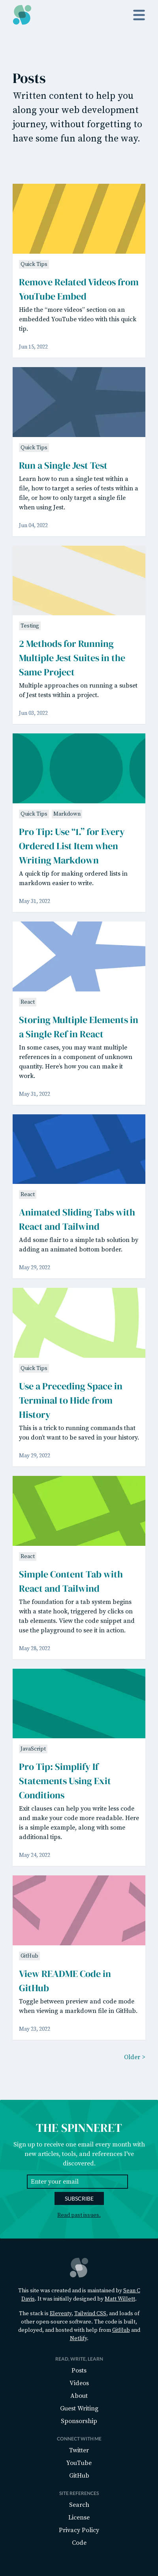 Posts
Written content to help you
along your web development
journey, without forgetting to
have some fun along the way.
Quick Tips
Remove Related Videos from
YouTube Embed
Hide the “more videos” section on an
embedded YouTube video with this quick
tip.
Jun 15, 2022
Quick Tips
Run a Single Jest Test
Learn how to run a single test within a
file, how to target a series of tests within a
file, or how to only target a single file
when using Jest.
Jun 04, 2022
Testing
2 Methods for Running
Multiple Jest Suites in the
Same Project
Multiple approaches on running a subset
of Jest tests within a project.
Jun 03, 2022
Quick Tips Markdown
Pro Tip: Use “1.” for Every
Ordered List Item when
Writing Markdown
A quick tip for making ordered lists in
markdown easier to write.
May 31, 2022
React
Storing Multiple Elements in
a Single Ref in React
In some cases, you may want multiple
references in a component of unknown
quantity. Here's how you can make it
work.
May 31, 2022
React
Animated Sliding Tabs with
React and Tailwind
Add some flair to a simple tab solution by
adding an animated bottom border.
May 29, 2022
Quick Tips
Use a Preceding Space in
Terminal to Hide from
History
This is a trick to running commands that
you don't want to be saved in your history.
May 29, 2022
React
Simple Content Tab with
React and Tailwind
The foundation for a tab system begins
with a state hook, triggered by clicks on
tab elements. View the code snippet and
use the playground to see it in action.
May 28, 2022
JavaScript
Pro Tip: Simplify If
Statements Using Exit
Conditions
Exit clauses can help you write less code
and make your code easier readable. Here
is a simple example, along with some
additional tips.
May 24, 2022
GitHub
View README Code in
GitHub
Toggle between preview and code mode
when viewing a markdown file in GitHub.
May 23, 2022
Older >
THE SPINNERET
Sign up to receive one email every month with
new articles, tools, and references I've
discovered.
Enter your email
SUBSCRIBE
Read past issues.
This site was created and is maintained by Sean C
Davis. It was initially designed by Matt Willett.
The stack is Eleventy, Tailwind CSS, and loads of
other open source software. The code is built,
deployed, and hosted with help from GitHub and
Netlify.
READ, WRITE, LEARN
Posts
Videos
About
Guest Writing
Sponsorship
CONNECT WITH ME
Twitter
YouTube
GitHub
SITE REFERENCES
Search
License
Privacy Policy
Code